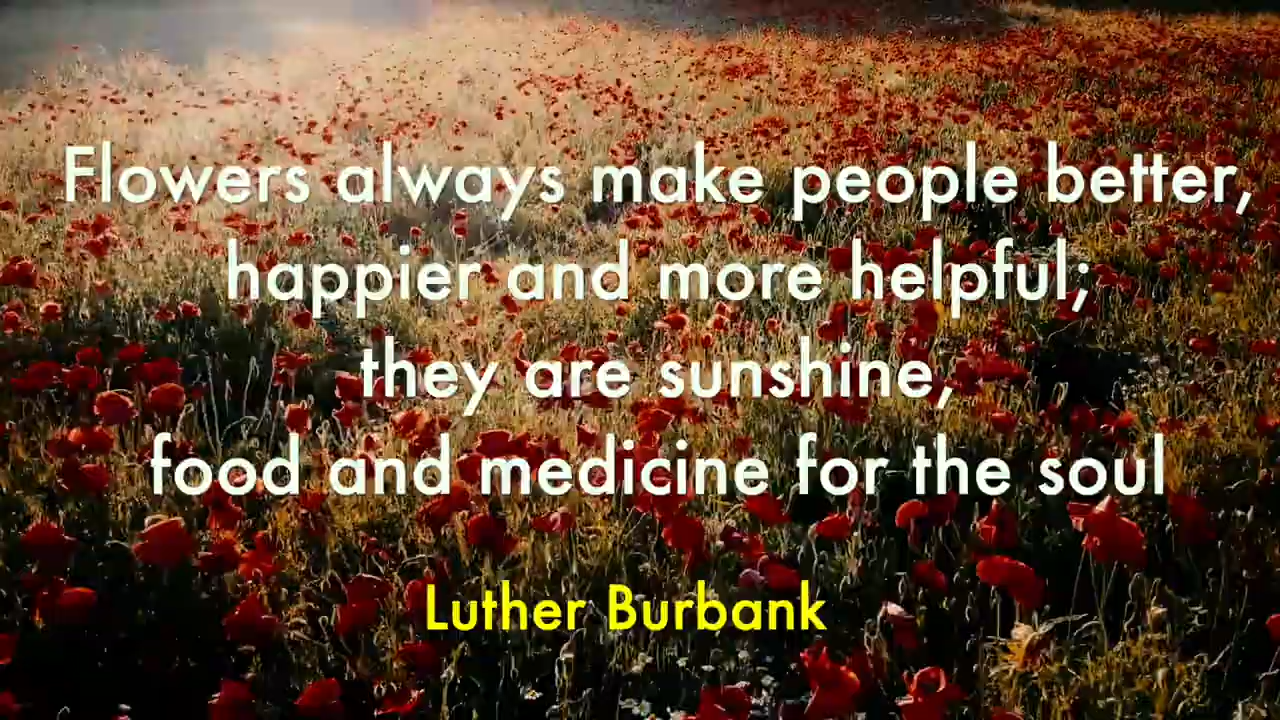 Flowers always make people better,
happier and more helpful;
they are sunshine,
food and medicine for the soul
Luther Burbank